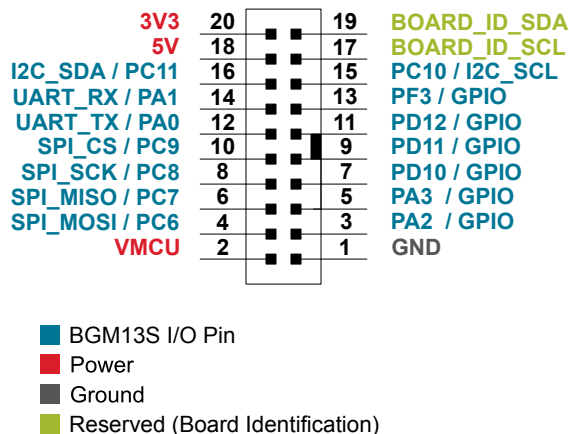 3V3 20 19 BOARD_ID_SDA
5V 18 17 BOARD_ID_SCL
I2C_SDA / PC11 16 15 PC10 / I2C_SCL
UART_RX / PA1 14 13 PF3 / GPIO
UART_TX / PA0 12 11 PD12 / GPIO
SPI_CS / PC9 10 9 PD11 / GPIO
SPI_SCK / PC8 8 7 PD10 / GPIO
SPI_MISO / PC7 6 5 PA3 / GPIO
SPI_MOSI / PC6 4 3 PA2 / GPIO
VMCU 2 1 GND
BGM13S I/O Pin
Power
Ground
Reserved (Board Identification)